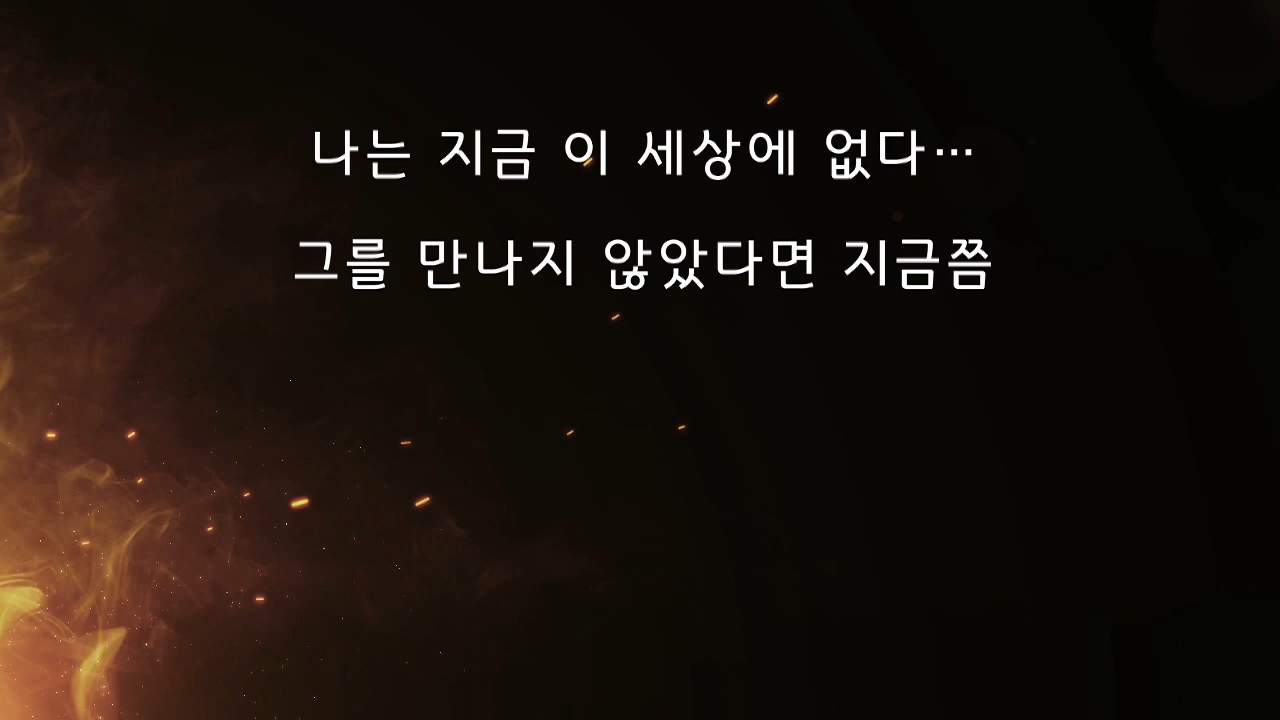 나는 지금 이 세상에 없다…
그를 만나지 않았다면 지금쯤